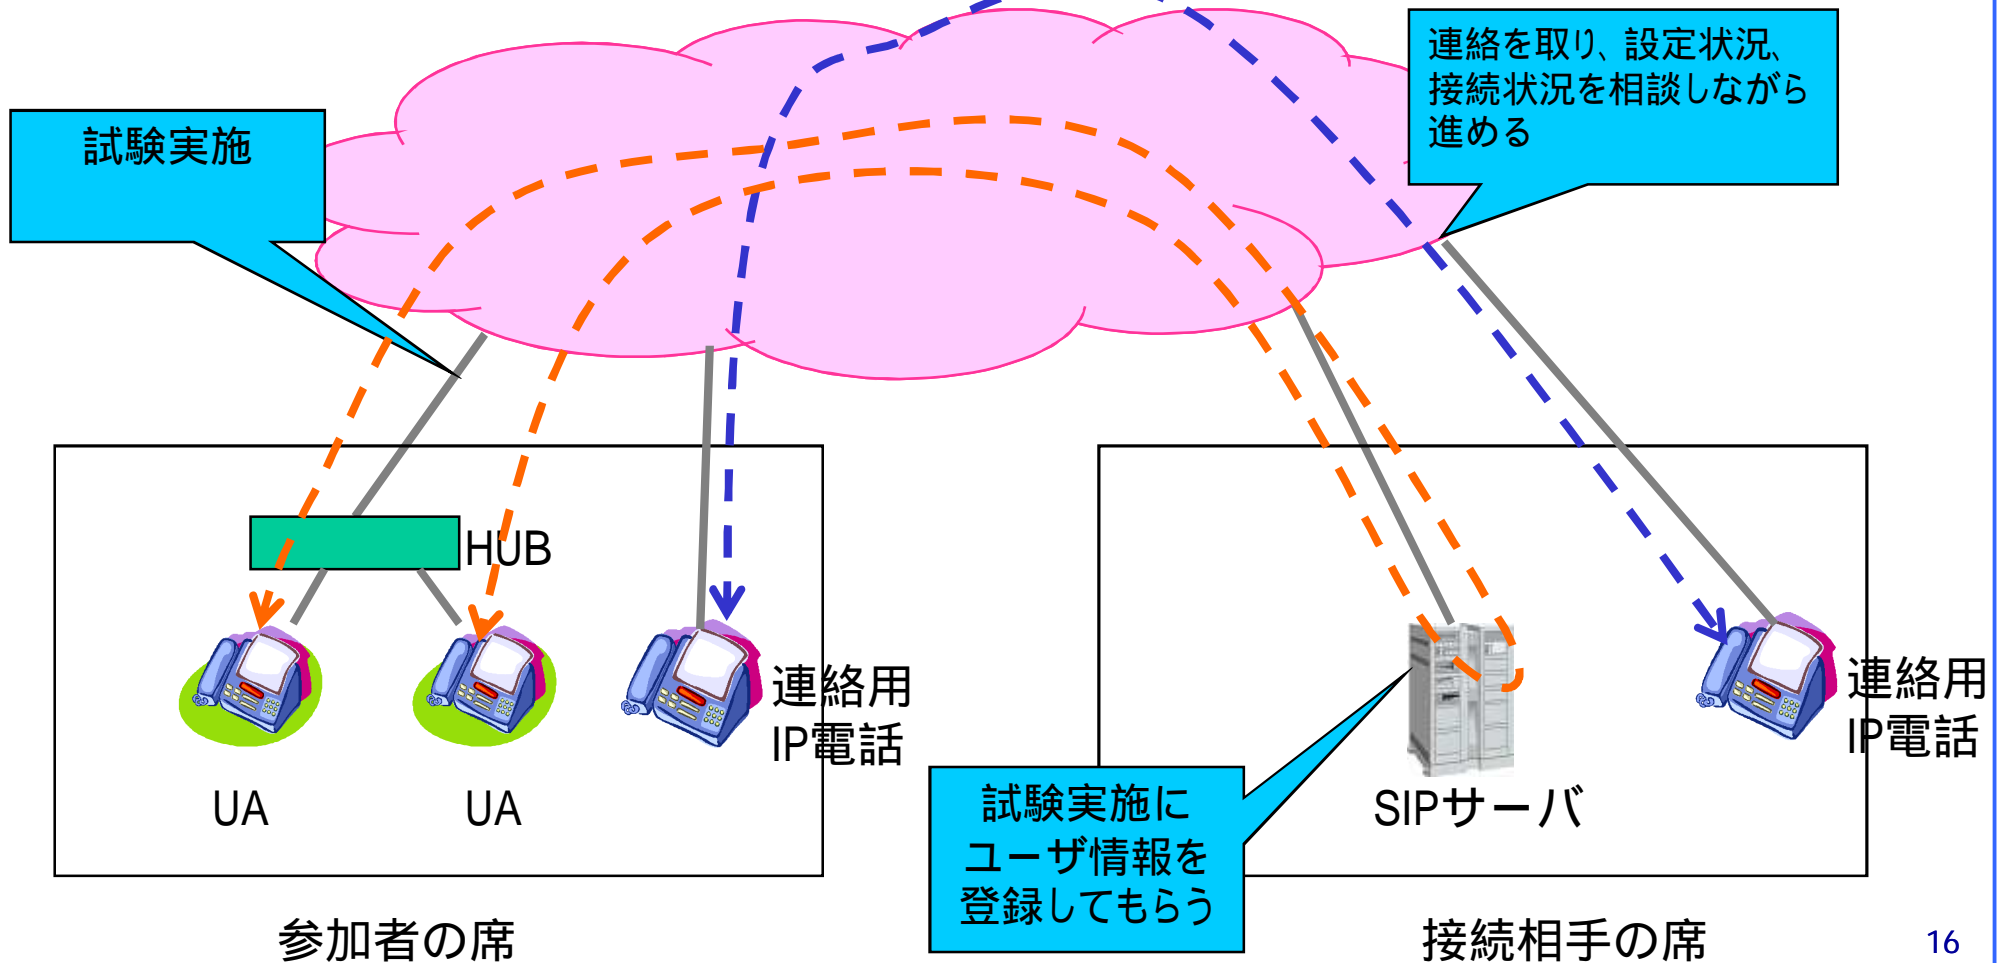 連絡を取り、設定状況、
接続状況を相談しながら
進める
試験実施
HUB
連絡用
IP電話
連絡用
IP電話
UA
UA
SIPサーバ
試験実施に
ユーザ情報を
登録してもらう
参加者の席
接続相手の席
16